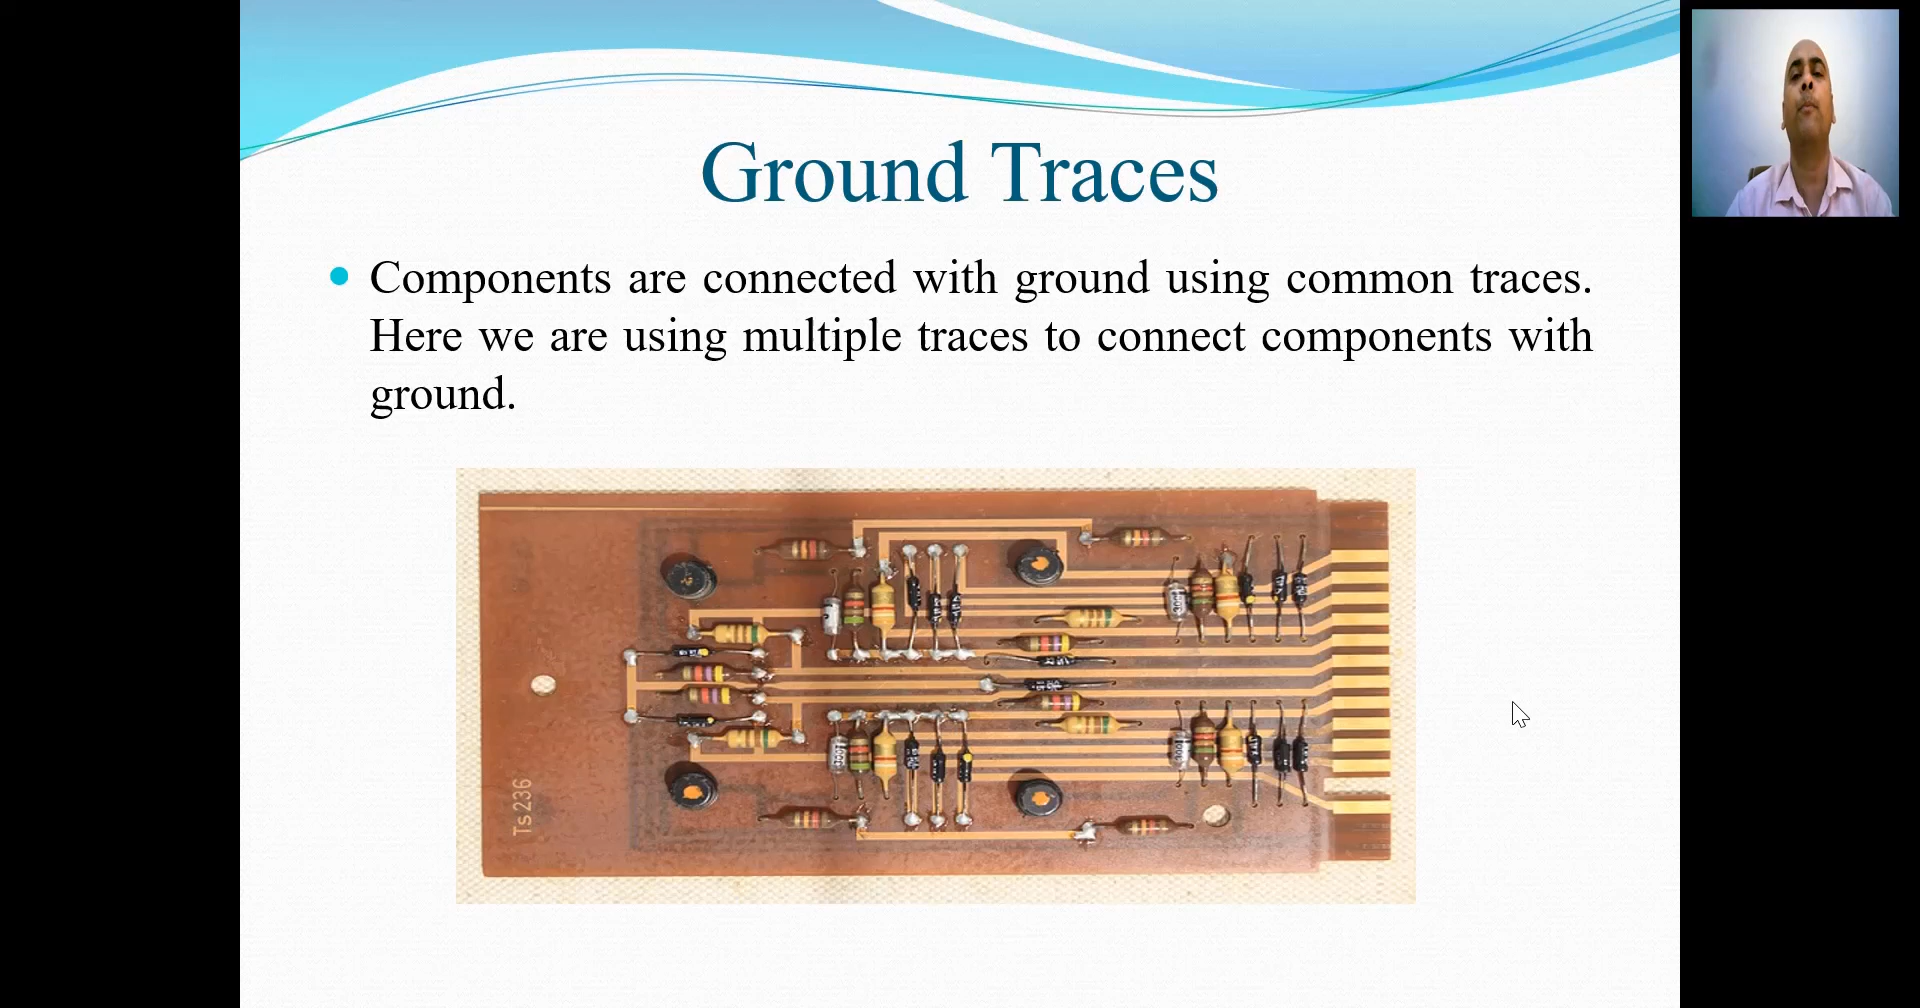 Ground Traces
Components are connected with ground using common traces.
Here we are using multiple traces to connect components with
ground.
Ts236